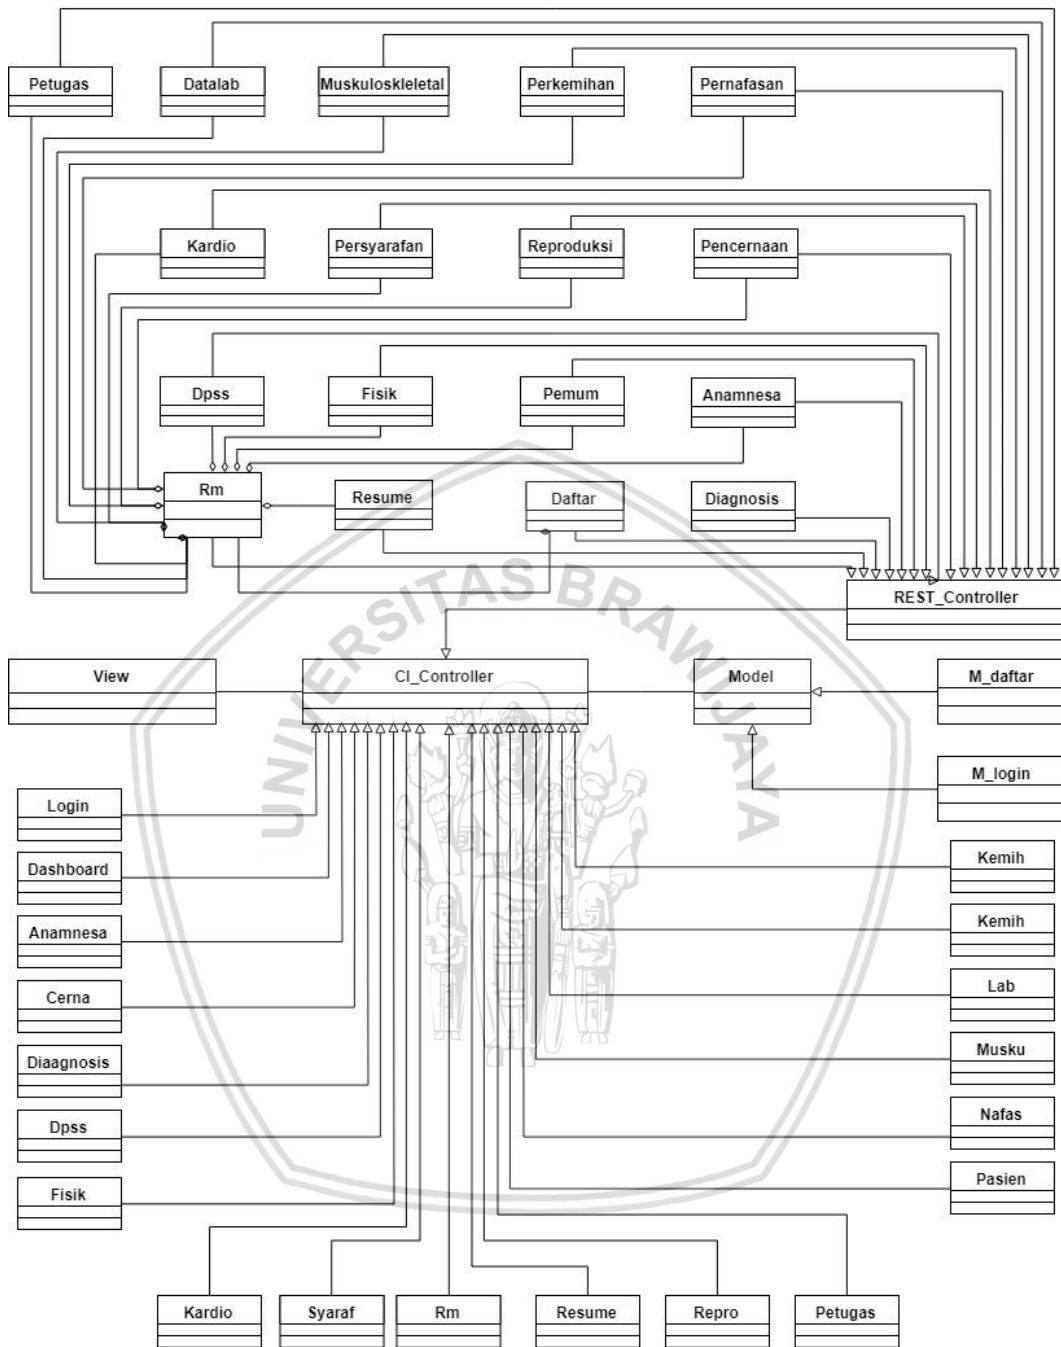 Petugas
Datalab
Muskuloskleletal
Perkemihan
Pernafasan
Kardio
Persyarafan
Reproduksi
Pencernaan
Dpss
Fisik
Pemum
Anamnesa
Rm
Resume
Daftar
Diagnosis
REST_Controller
UNIVERSITAS BRAWIJAYA
View
CI_Controller
Model
M_daftar
M_login
Login
Dashboard
Anamnesa
Cerna
Diaagnosis
Dpss
Fisik
Kemih
Kemih
Lab
Musku
Nafas
Pasien
Kardio
Syaraf
Rm
Resume
Repro
Petugas